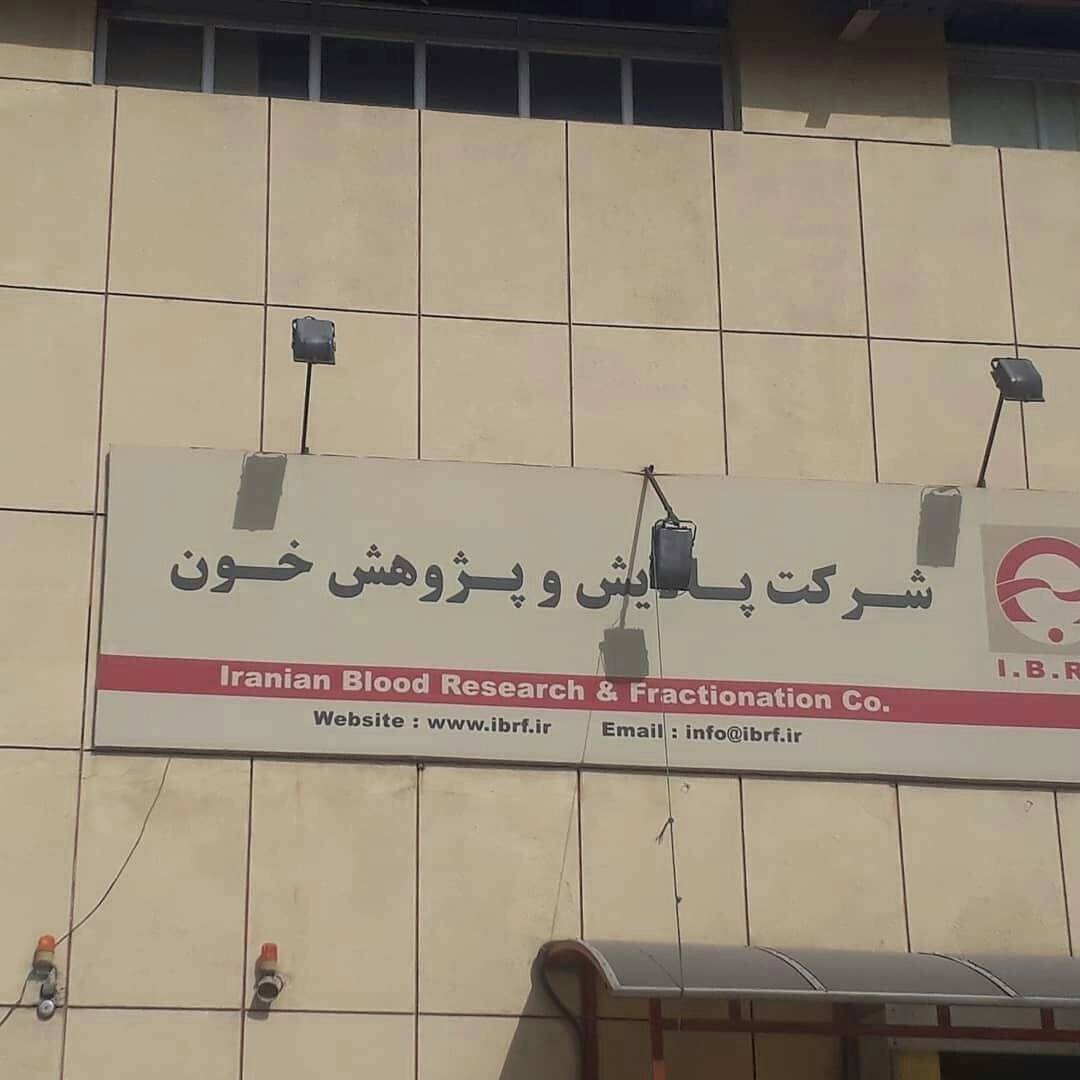 شرکت پالایش و پژوهش خون
I.B.R
Iranian Blood Research & Fractionation Co.
Website : www.ibrf.ir Email : info@ibrf.ir